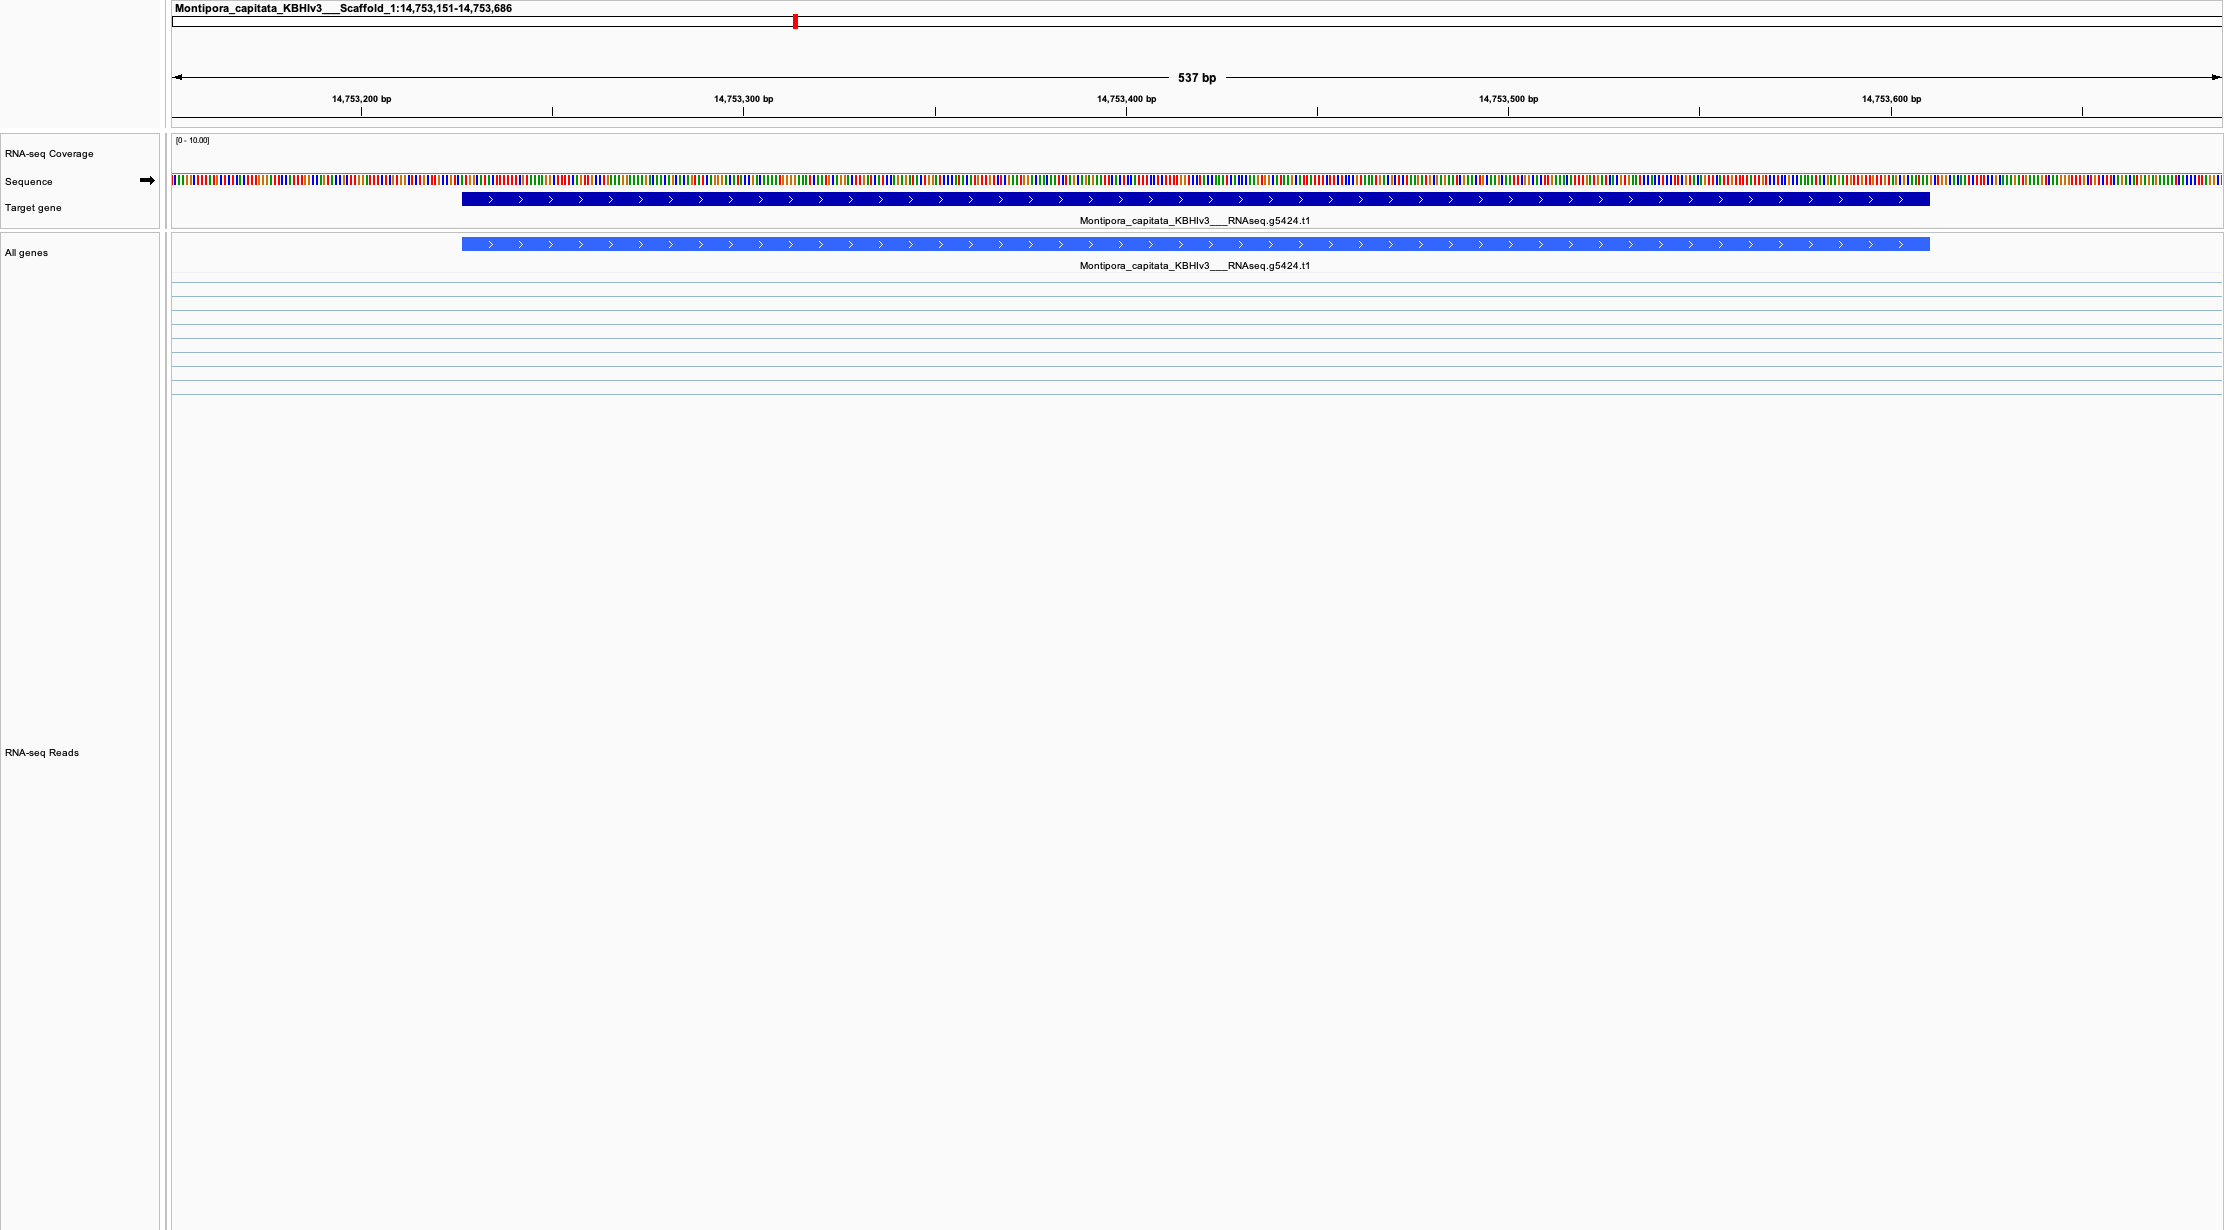 Montipora_capitata_KBHIv3___Scaffold_1:14,753,151-14,753,686
537 bp
14,753,200 bp 14,753,300 bp 14,753,400 bp 14,753,500 bp 14,753,600 bp
[0 - 10.00]
RNA-seq Coverage
Sequence
Target gene
Montipora_capitata_KBHIv3___RNAseq.g5424.t1
All genes
Montipora_capitata_KBHIv3___RNAseq.g5424.t1
RNA-seq Reads